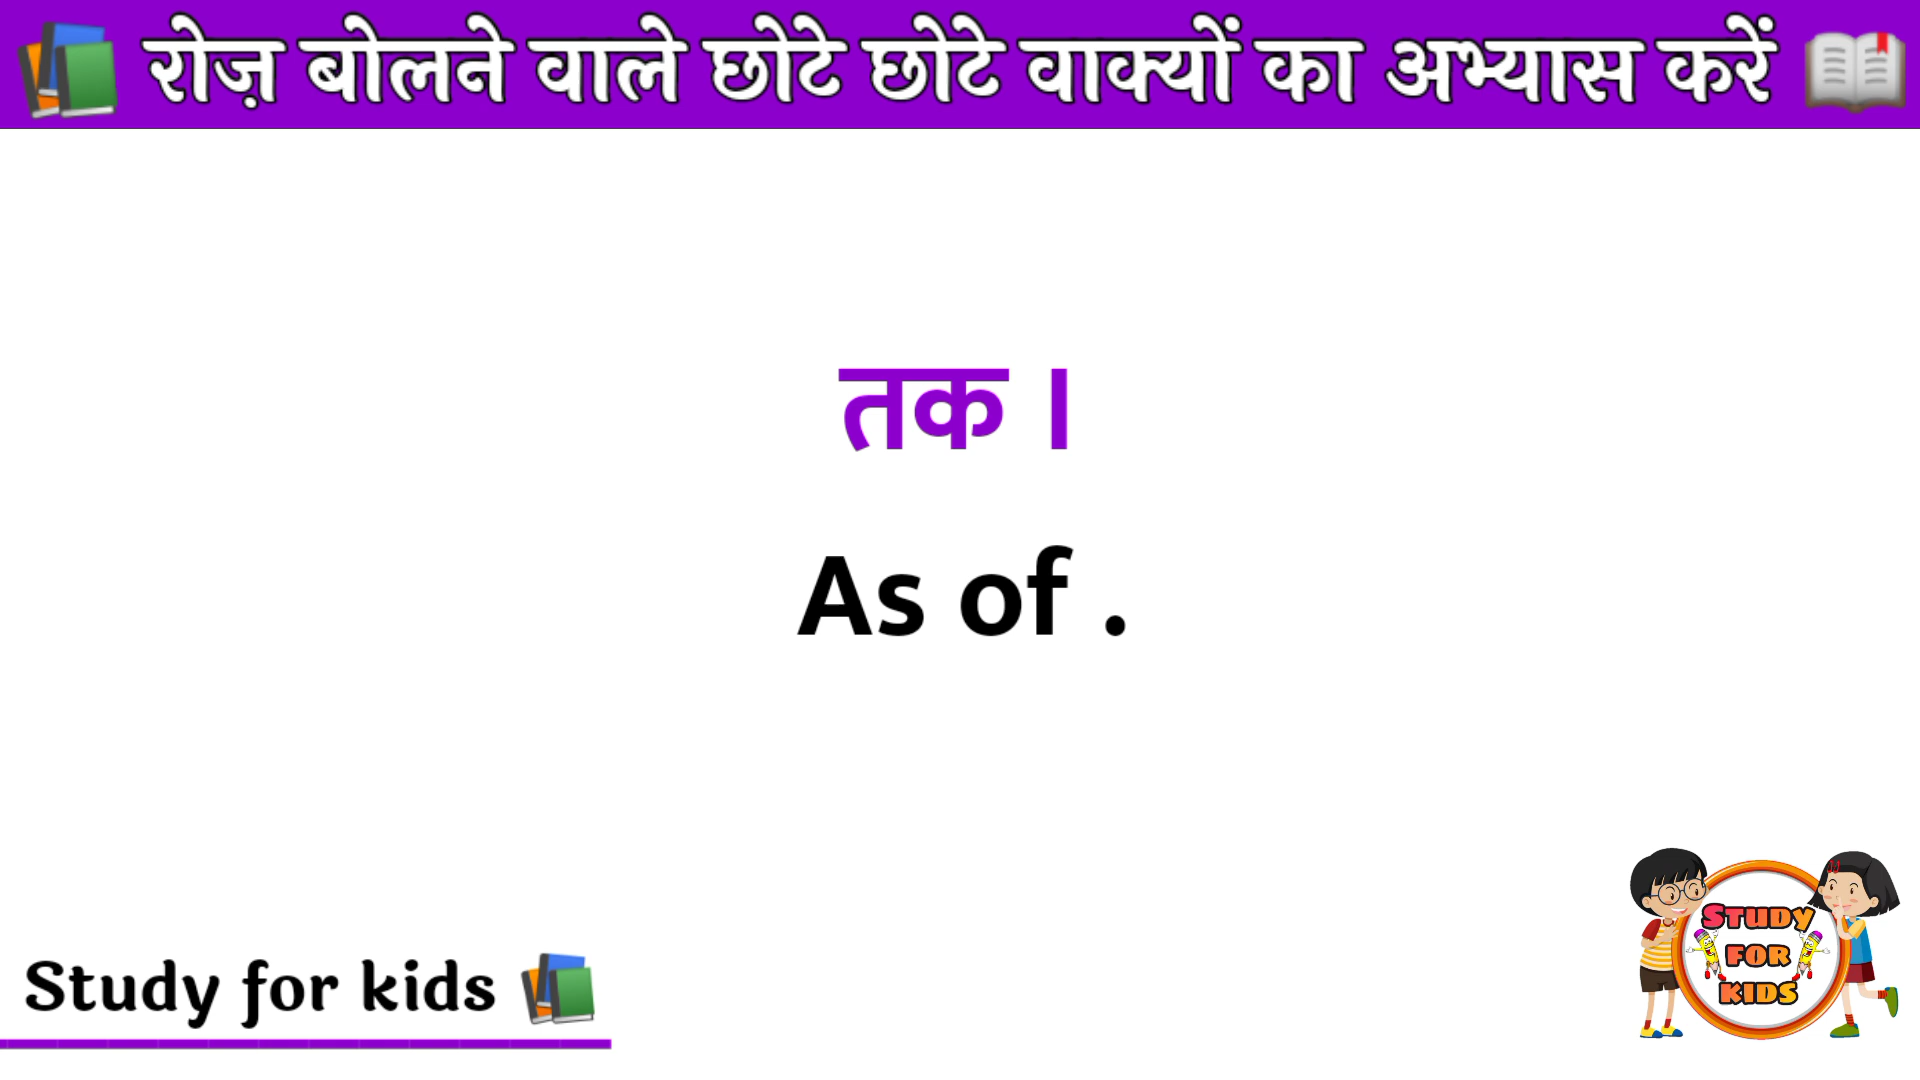 रोज़ बोलने वाले छोटे छोटे वाक्यों का अभ्यास करें
तक ।
As of .
Study for kids
STUDY
FOR
KIDS